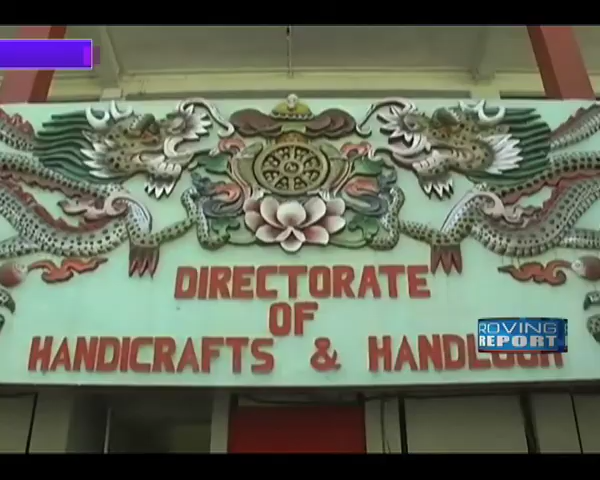 DIRECTORATE
OF
HANDICRAFTS & HANDLOOM
ROVING
REPORT